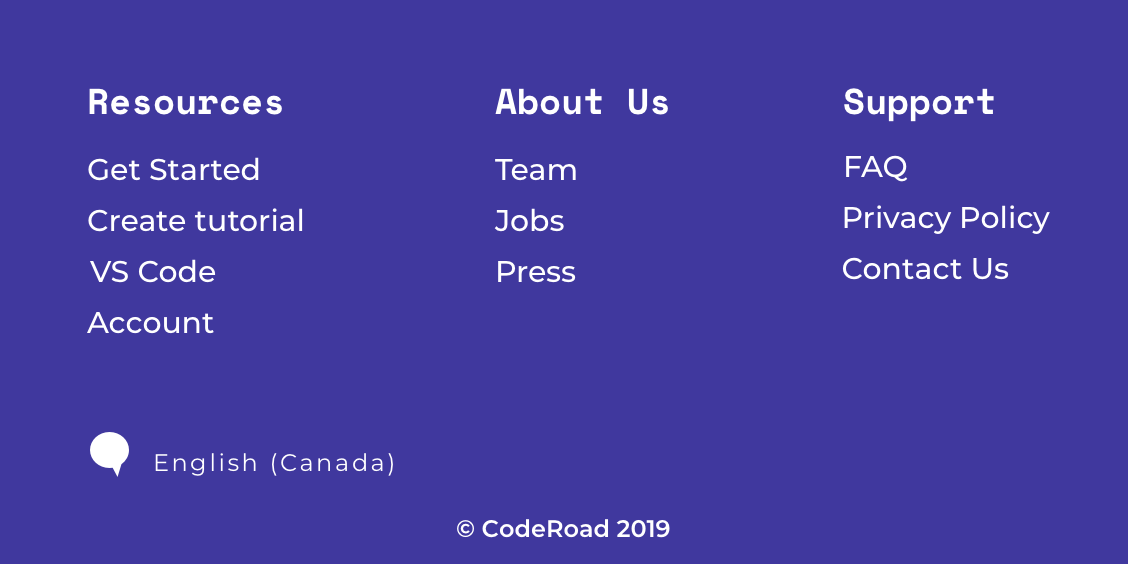 Resources
Get Started
Create tutorial
VS Code
Account
About Us
Team
Jobs
Press
Support
FAQ
Privacy Policy
Contact Us
English (Canada)
© CodeRoad 2019